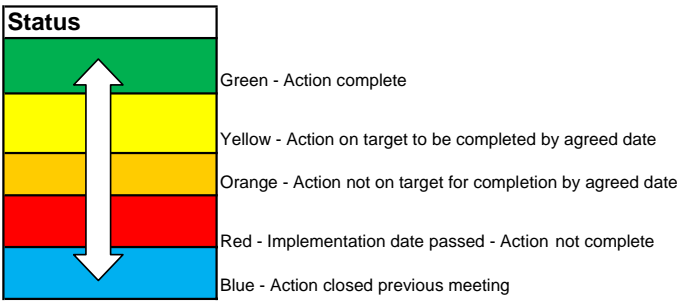 Status
Green - Action complete
Yellow - Action on target to be completed by agreed date
Orange - Action not on target for completion by agreed date
Red - Implementation date passed - Action not complete
Blue - Action closed previous meeting